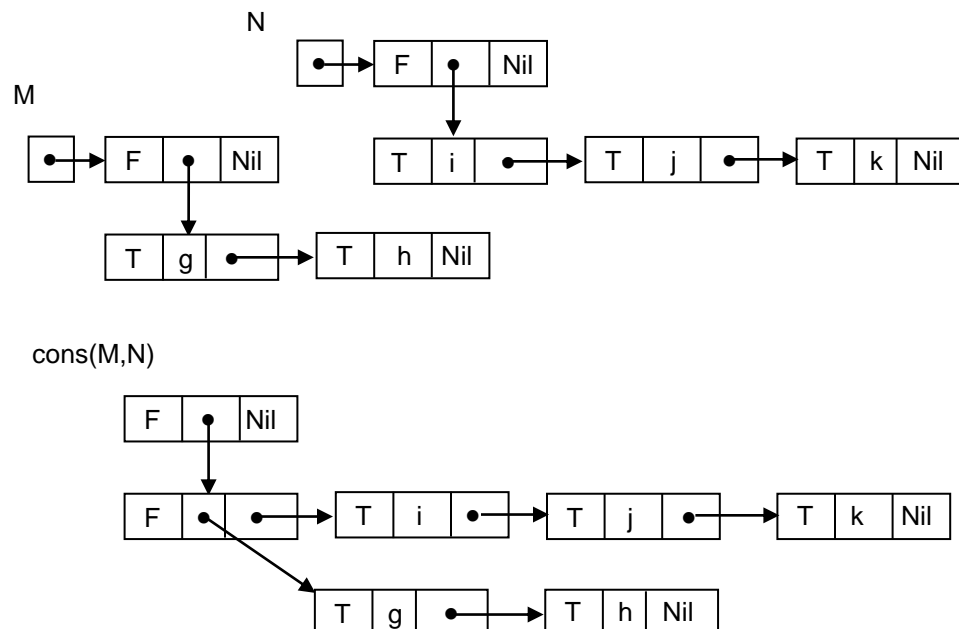 N
F Nil
M
T i T j T k Nil
F Nil
T g T h Nil
cons(M,N)
F Nil
F T i T j T k Nil
T g T h Nil